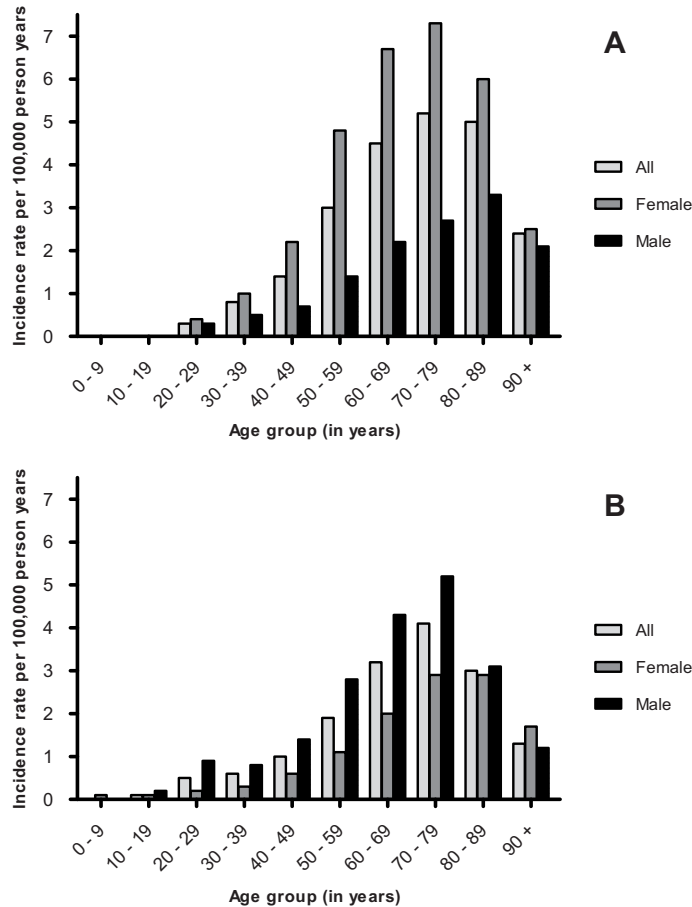 A
Incidence rate per 100,000 person years
7
6
5
4
3
2
1
0
All
Female
Male
0 - 9
10 - 19
20 - 29
30 - 39
40 - 49
50 - 59
60 - 69
70 - 79
80 - 89
90 +
Age group (in years)
B
Incidence rate per 100,000 person years
7
6
5
4
3
2
1
0
All
Female
Male
0 - 9
10 - 19
20 - 29
30 - 39
40 - 49
50 - 59
60 - 69
70 - 79
80 - 89
90 +
Age group (in years)